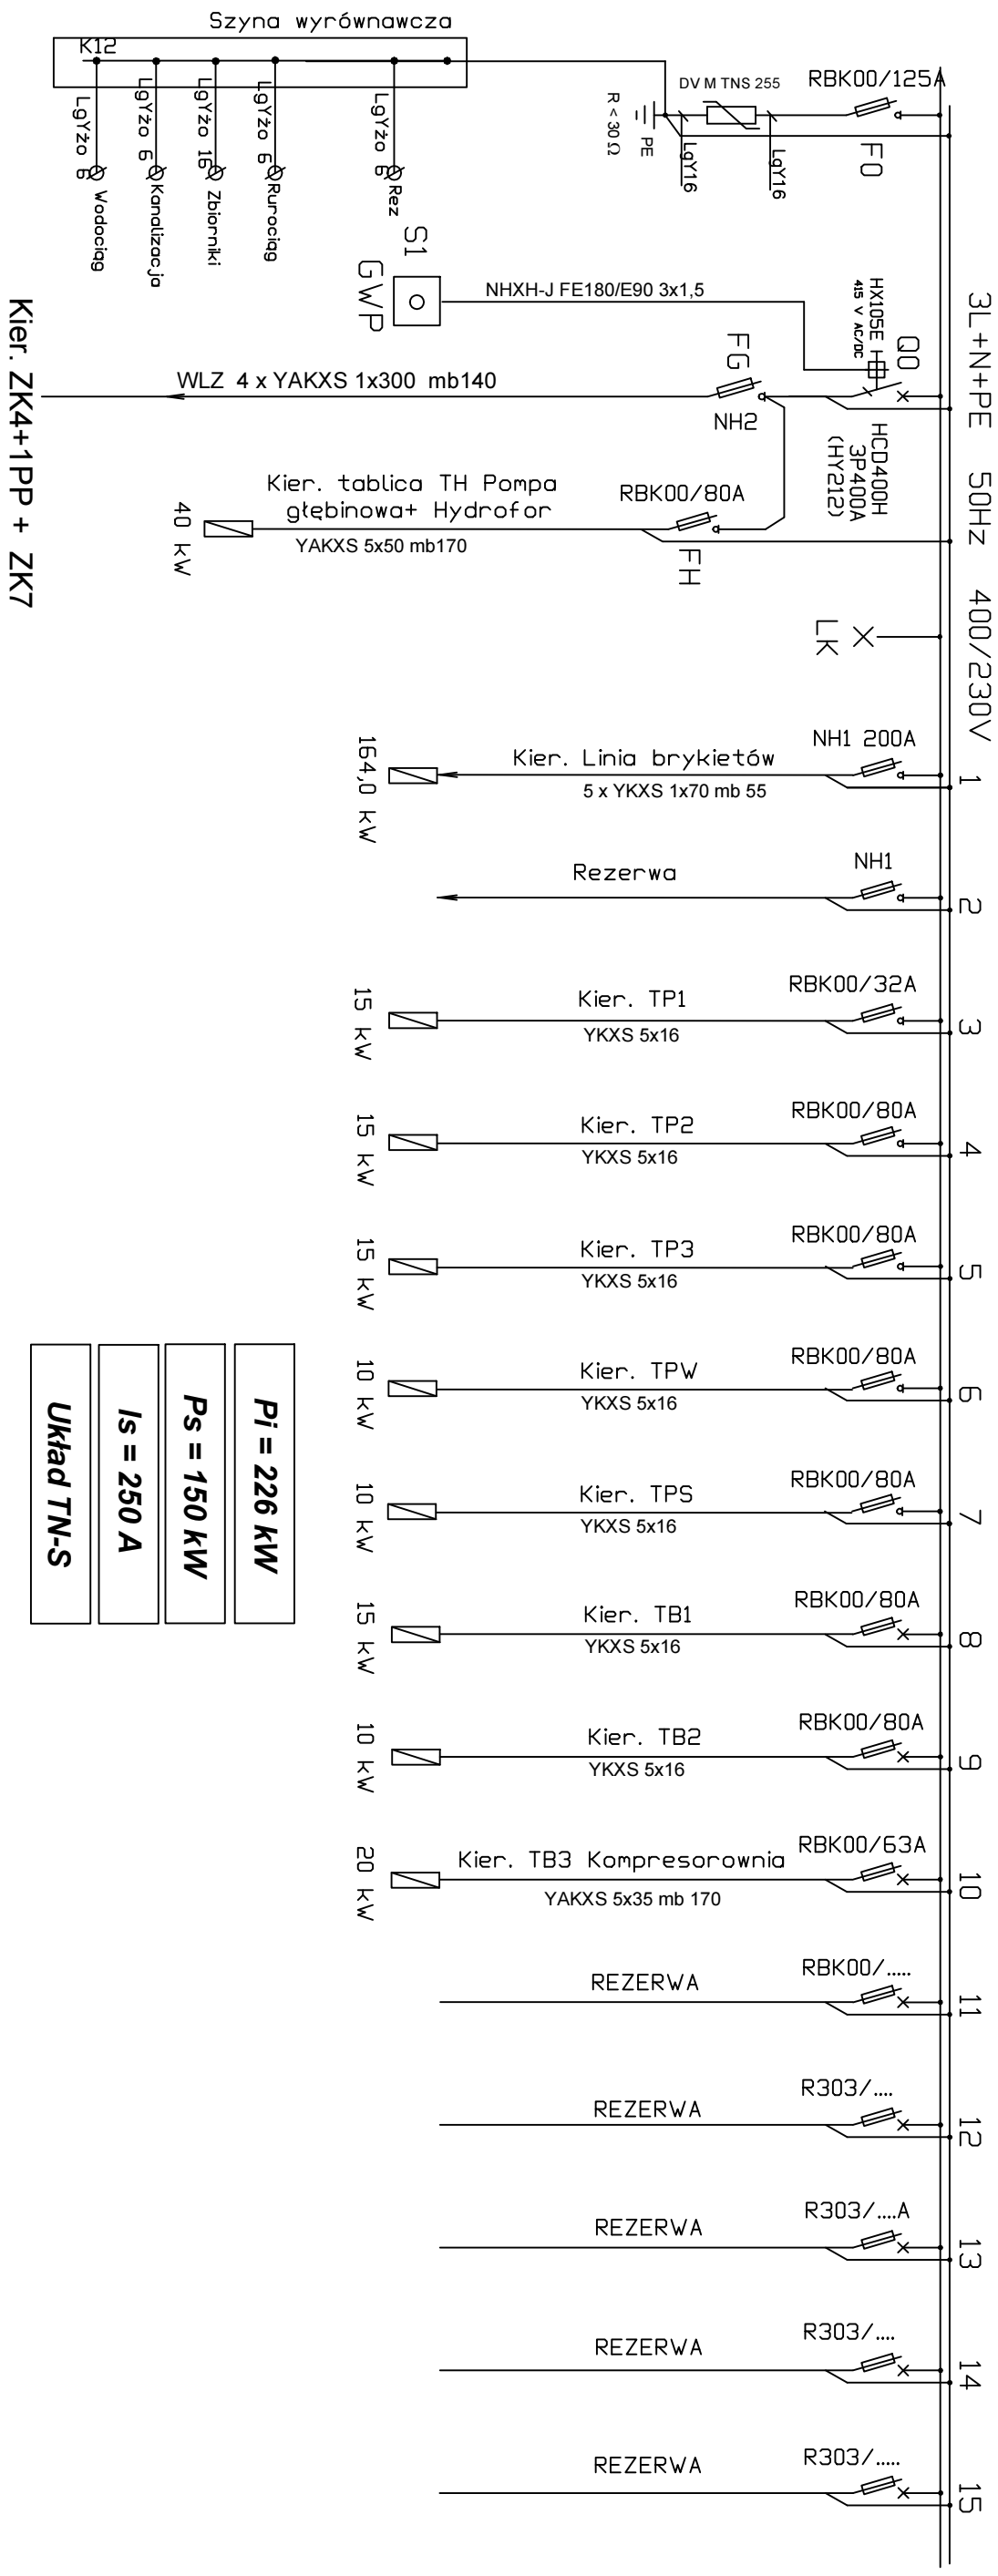 Szyna wyrównawcza
K12
LgYżo 6
Wodociąg
LgYżo 6
Kanalizacja
LgYżo 16
Zbiorniki
LgYżo 6
Rurociąg
LgYżo 6
Rez
R < 30 Ω
PE
DV M TNS 255
LgY16
LgY16
RBK00/125A
F0
3L+N+PE 50Hz 400/230V
S1
GWP
NHXH-J FE180/E90 3x1,5
HX105E
415 V AC/DC
Q0
HCD400H
3P400A
(HY212)
FG
NH2
WLZ 4 x YAKXS 1x300 mb140
Kier. ZK4+1PP + ZK7
Kier. tablica TH Pompa
głębinowa+ Hydrofor
YAKXS 5x50 mb170
RBK00/80A
FH
40 kW
LK
NH1 200A
1
Kier. Linia brykietów
5 x YKXS 1x70 mb 55
164,0 kW
NH1
2
Rezerwa
RBK00/32A
3
Kier. TP1
YKXS 5x16
15 kW
RBK00/80A
4
Kier. TP2
YKXS 5x16
15 kW
RBK00/80A
5
Kier. TP3
YKXS 5x16
15 kW
RBK00/80A
6
Kier. TPW
YKXS 5x16
10 kW
RBK00/80A
7
Kier. TPS
YKXS 5x16
10 kW
RBK00/80A
8
Kier. TB1
YKXS 5x16
15 kW
RBK00/80A
9
Kier. TB2
YKXS 5x16
10 kW
RBK00/63A
10
Kier. TB3 Kompresorownia
YAKXS 5x35 mb 170
20 kW
RBK00/.....
11
REZERWA
R303/....
12
REZERWA
R303/....A
13
REZERWA
R303/....
14
REZERWA
R303/.....
15
REZERWA
Pi = 226 kW
Ps = 150 kW
Is = 250 A
Układ TN-S